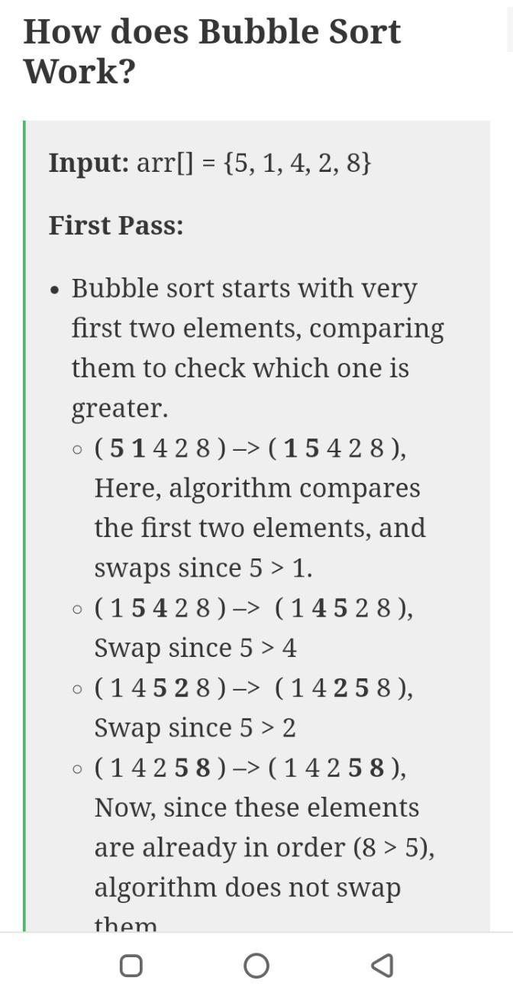 How does Bubble Sort
Work?
Input: arr[] = {5, 1, 4, 2, 8}
First Pass:
• Bubble sort starts with very
first two elements, comparing
them to check which one is
greater.
○ ( 5 1 4 2 8 ) –> ( 1 5 4 2 8 ),
Here, algorithm compares
the first two elements, and
swaps since 5 > 1.
○ ( 1 5 4 2 8 ) –> ( 1 4 5 2 8 ),
Swap since 5 > 4
○ ( 1 4 5 2 8 ) –> ( 1 4 2 5 8 ),
Swap since 5 > 2
○ ( 1 4 2 5 8 ) –> ( 1 4 2 5 8 ),
Now, since these elements
are already in order (8 > 5),
algorithm does not swap
them